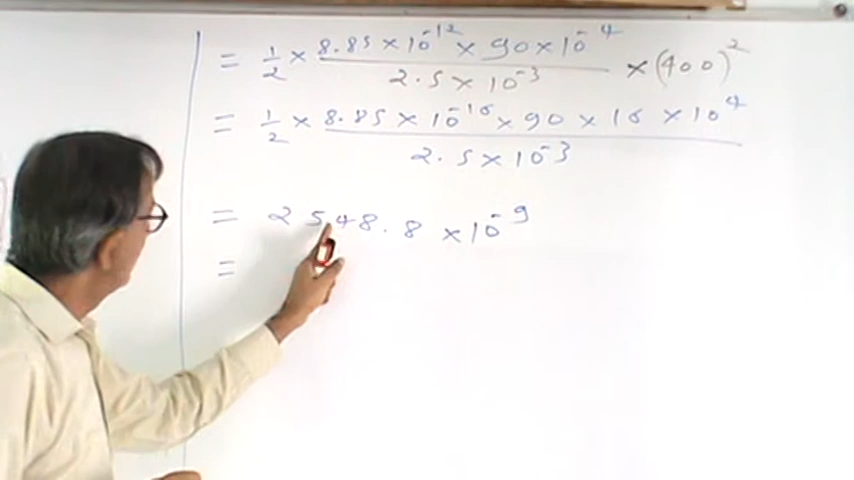 = 1/2 × 8.85 × 10⁻¹² × 90 × 10⁻⁴ / 2.5 × 10⁻³ × (400)²
= 1/2 × 8.85 × 10⁻¹⁶ × 90 × 16 × 10⁴ / 2.5 × 10⁻³
= 2548.8 × 10⁻⁹
=